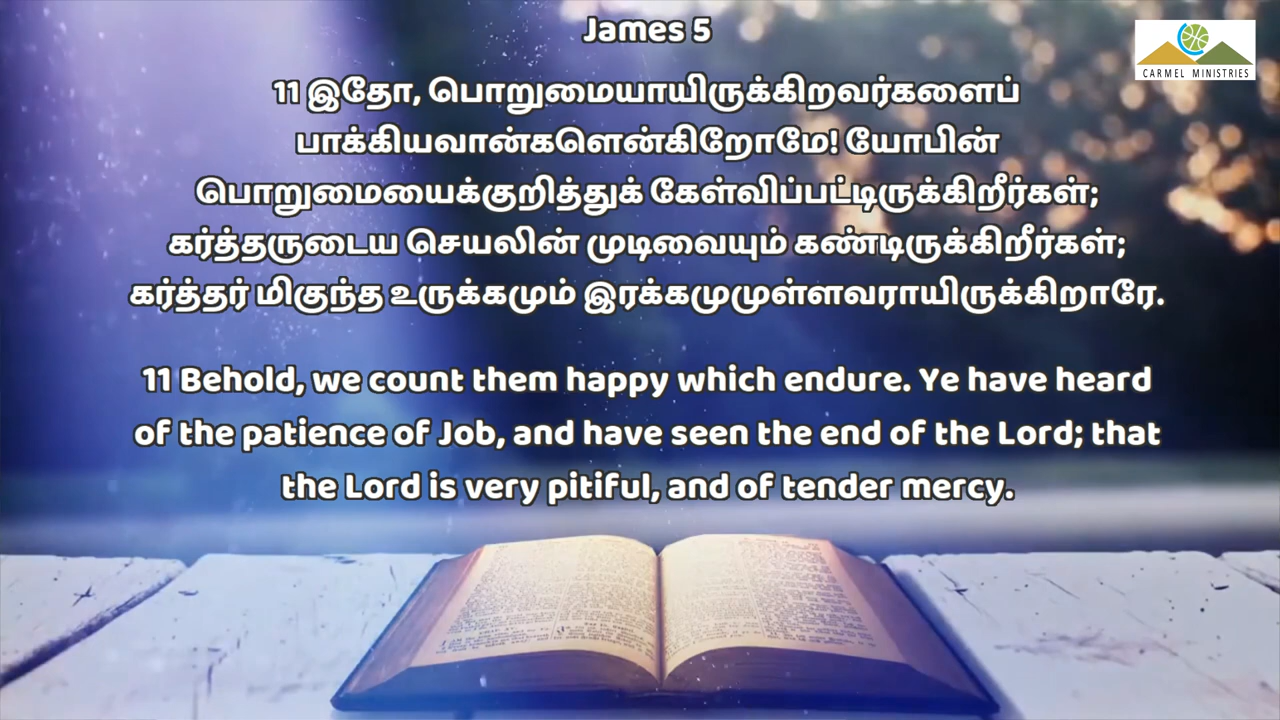 James 5
CARMEL MINISTRIES
11 இதோ, பொறுமையாயிருக்கிறவர்களைப்
பாக்கியவான்களென்கிறோமே! யோபின்
பொறுமையைக்குறித்துக் கேள்விப்பட்டிருக்கிறீர்கள்;
கர்த்தருடைய செயலின் முடிவையும் கண்டிருக்கிறீர்கள்;
கர்த்தர் மிகுந்த உருக்கமும் இரக்கமுமுள்ளவராயிருக்கிறாரே.
11 Behold, we count them happy which endure. Ye have heard
of the patience of Job, and have seen the end of the Lord; that
the Lord is very pitiful, and of tender mercy.